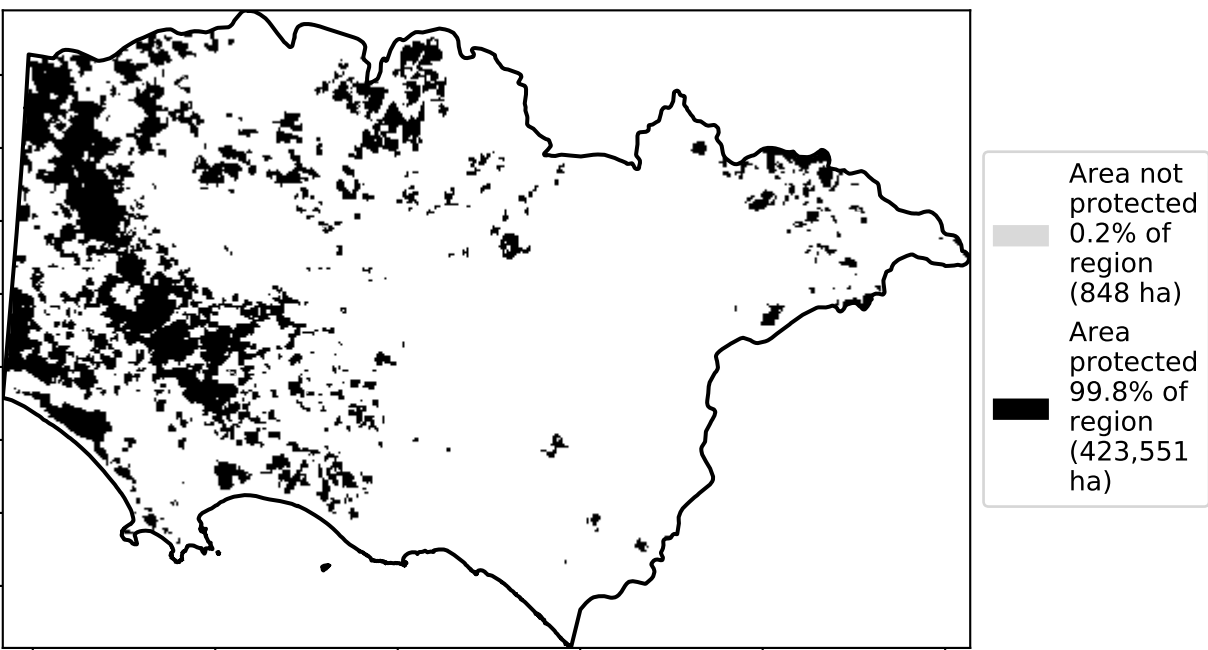 Area not
protected
0.2% of
region
(848 ha)
Area
protected
99.8% of
region
(423,551
ha)